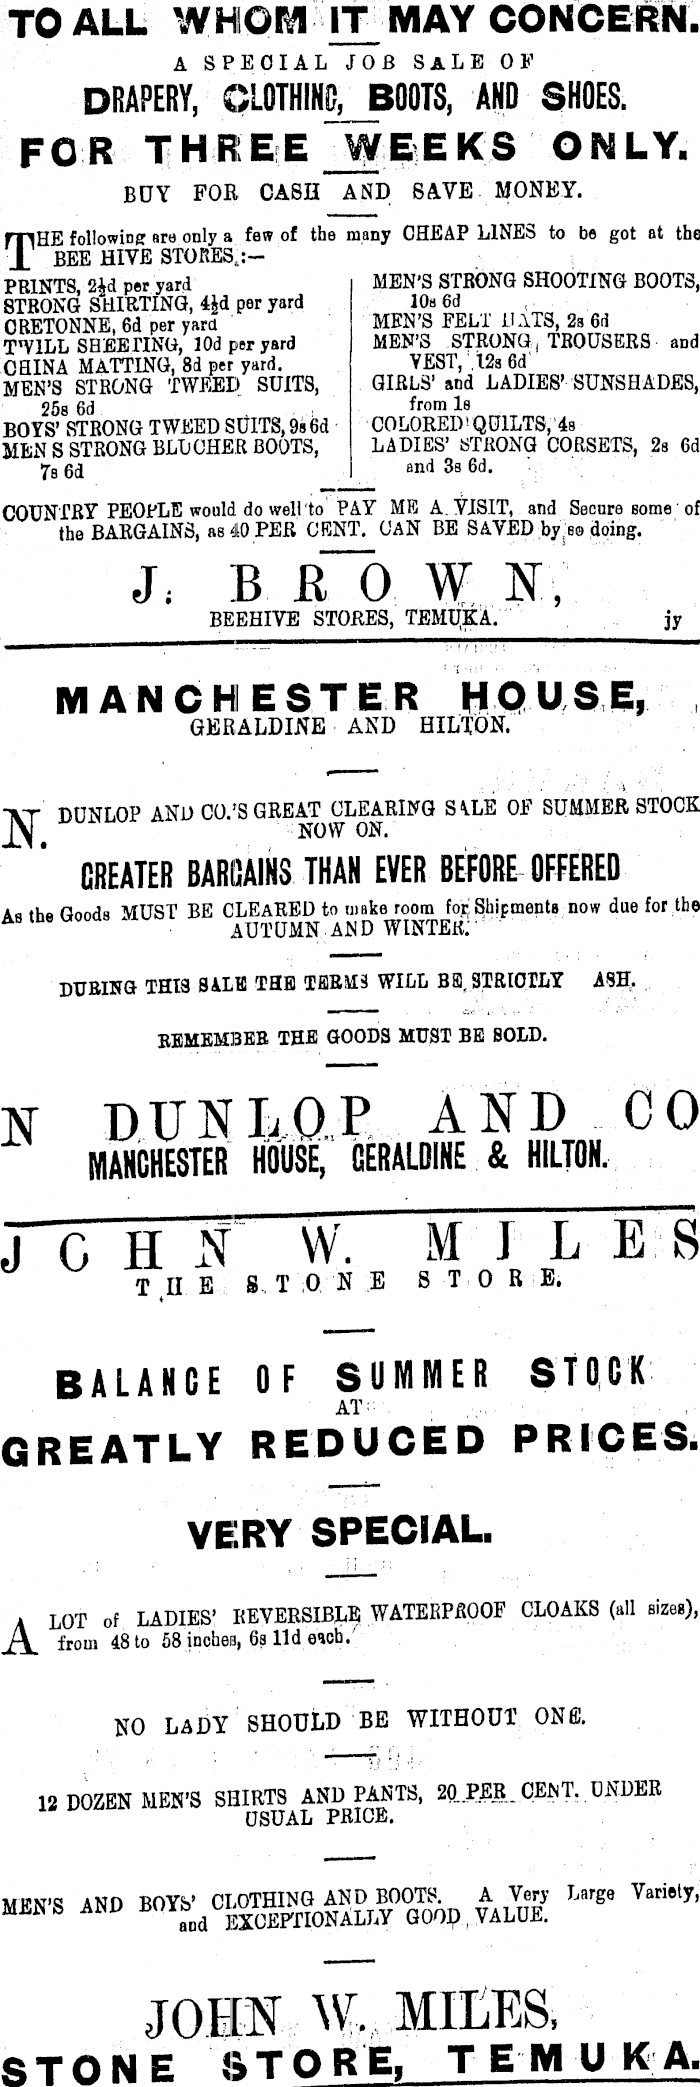 TO ALL WHOM IT MAY CONCERN.
A SPECIAL JOB SALE OF
DRAPERY, CLOTHING, BOOTS, AND SHOES.
FOR THREE WEEKS ONLY.
BUY FOR CASH AND SAVE MONEY.
THE following are only a few of the many CHEAP LINES to be got at the
BEE HIVE STORES,:—
PRINTS, 2½d per yard
STRONG SHIRTING, 4½d per yard
CRETONNE, 6d per yard
TWILL SHEETING, 10d per yard
CHINA MATTING, 8d per yard.
MEN'S STRONG TWEED SUITS,
25s 6d
BOYS' STRONG TWEED SUITS, 9s 6d
MEN S STRONG BLUCHER BOOTS,
7s 6d
MEN'S STRONG SHOOTING BOOTS,
10s 6d
MEN'S FELT HATS, 2s 6d
MEN'S STRONG TROUSERS and
VEST, 12s 6d
GIRLS' and LADIES' SUNSHADES,
from 1s
COLORED QUILTS, 4s
LADIES' STRONG CORSETS, 2s 6d
and 3s 6d.
COUNTRY PEOPLE would do well to PAY ME A VISIT, and Secure some of
the BARGAINS, as 40 PER CENT. CAN BE SAVED by so doing.
J. BROWN,
BEEHIVE STORES, TEMUKA. jy
MANCHESTER HOUSE,
GERALDINE AND HILTON.
N. DUNLOP AND CO.'S GREAT CLEARING SALE OF SUMMER STOCK
NOW ON.
GREATER BARGAINS THAN EVER BEFORE OFFERED
As the Goods MUST BE CLEARED to make room for Shipments now due for the
AUTUMN AND WINTER.
DURING THIS SALE THE TERMS WILL BE STRICTLY ASH.
REMEMBER THE GOODS MUST BE SOLD.
N DUNLOP AND CO
MANCHESTER HOUSE, GERALDINE & HILTON.
JOHN W. MILES
THE STONE STORE.
BALANCE OF SUMMER STOCK
AT
GREATLY REDUCED PRICES.
VERY SPECIAL.
A LOT of LADIES' REVERSIBLE WATERPROOF CLOAKS (all sizes),
from 48 to 58 inches, 6s 11d each.
NO LADY SHOULD BE WITHOUT ONE.
12 DOZEN MEN'S SHIRTS AND PANTS, 20 PER CENT. UNDER
USUAL PRICE.
MEN'S AND BOYS' CLOTHING AND BOOTS. A Very Large Variety,
and EXCEPTIONALLY GOOD VALUE.
JOHN W. MILES,
STONE STORE, TEMUKA.